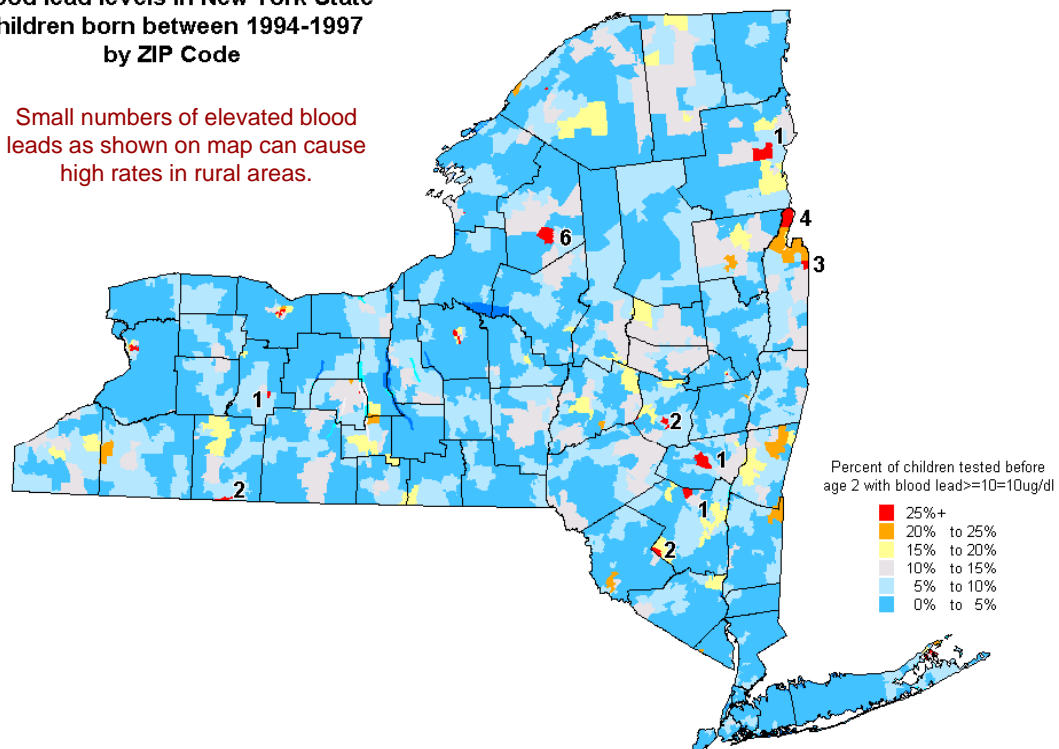 ood lead levels in New York State
hildren born between 1994-1997
by ZIP Code
Small numbers of elevated blood
leads as shown on map can cause
high rates in rural areas.
1
4
6
3
1
2
1
2
1
2
Percent of children tested before
age 2 with blood lead>=10=10ug/dl
25%+
20% to 25%
15% to 20%
10% to 15%
5% to 10%
0% to 5%